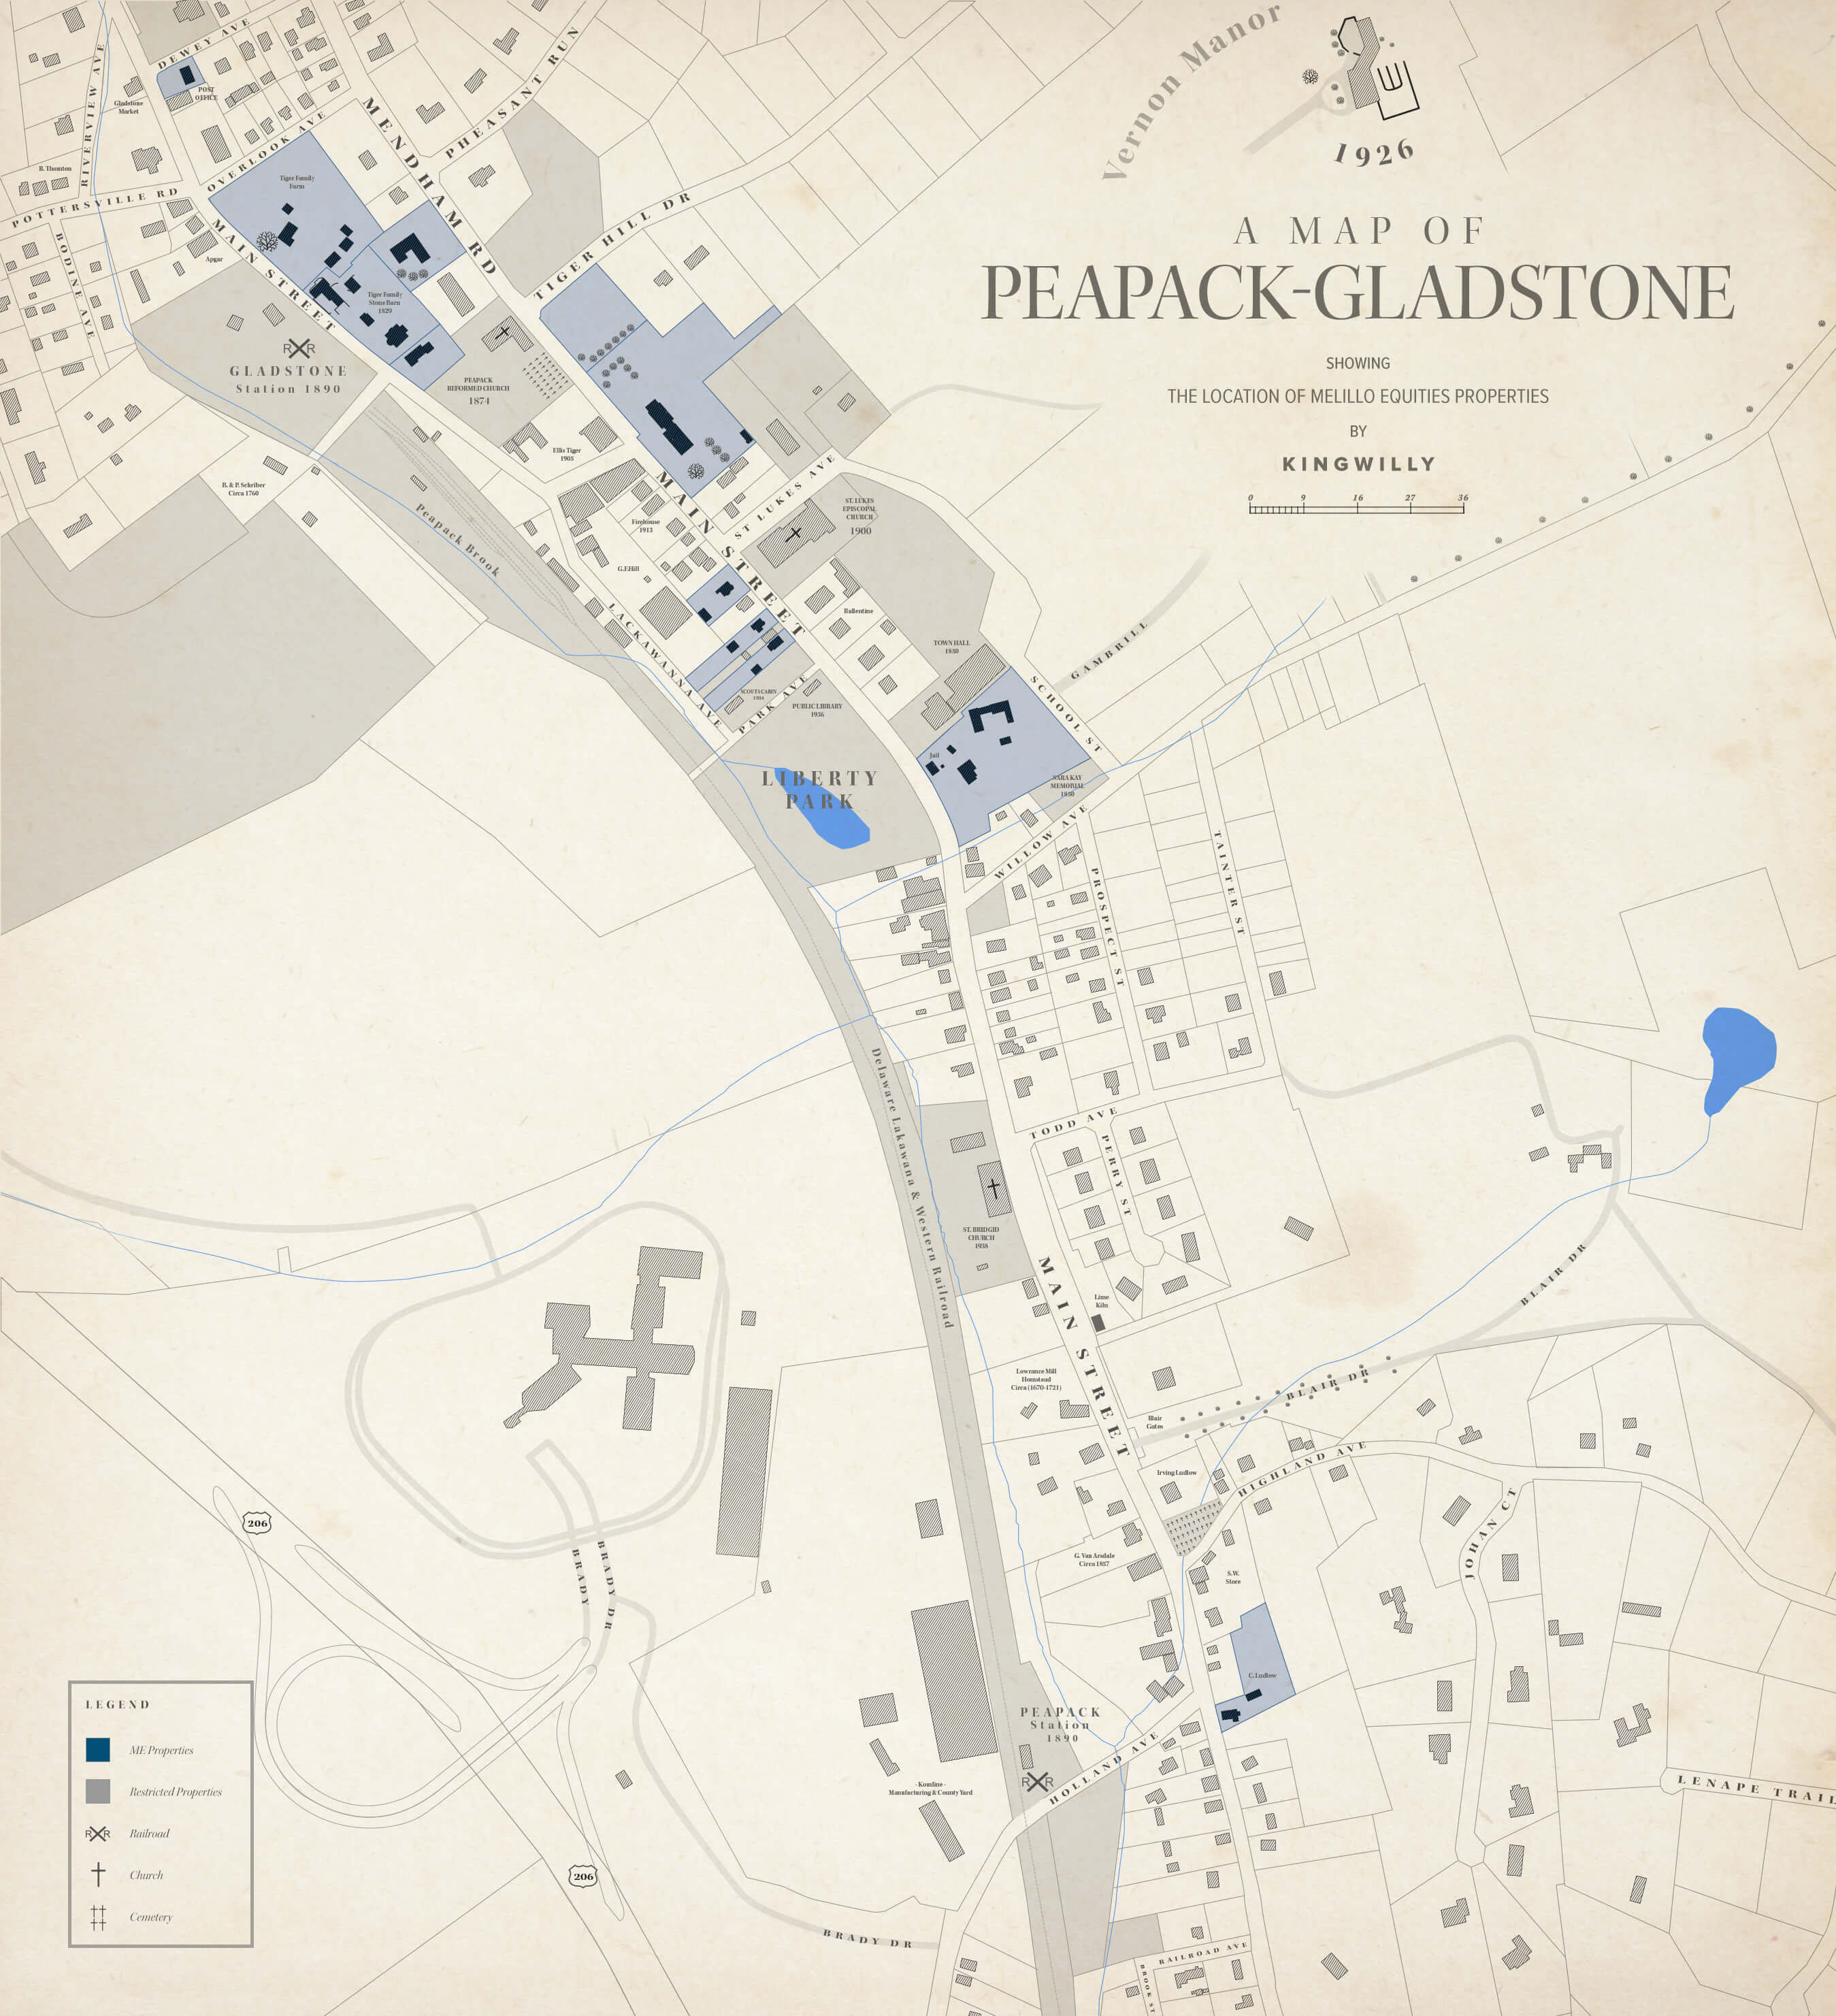 Vernon Manor
1926
A MAP OF
PEAPACK-GLADSTONE
SHOWING
THE LOCATION OF MELILLO EQUITIES PROPERTIES
BY
KINGWILLY
0 9 16 27 36
DEWEY AVE
RIVERVIEW AVE
POST
OFFICE
Gladstone
Market
OVERLOOK AVE
MENDHAM RD
PHEASANT RUN
B. Thonton
POTTERSVILLE RD
Tiger Family
Farm
BODINE AVE
MAIN STREET
Apgar
TIGER HILL DR
Tiger Family
Stone Barn
1829
RR
GLADSTONE
Station 1890
PEAPACK
REFORMED CHURCH
1874
Ellis Tiger
1905
B. & P. Schriber
Circa 1760
Peapack Brook
MAIN STREET
ST LUKES AVE
ST. LUKES
EPISCOPAL
CHURCH
1900
Firehouse
1913
G.F.Hill
LACKAWANNA AVE
Ballentine
TOWN HALL
1930
GAMBRILL
SCHOOL ST
SCOUTS CABIN
PARK AVE
PUBLIC LIBRARY
1936
Jail
LIBERTY
PARK
SARA KAY
MEMORIAL
1950
WILLOW AVE
PROSPECT ST
TAINTER ST
Delaware Lakawana & Western Railroad
TODD AVE
PERRY ST
ST. BRIDGID
CHURCH
1938
MAIN STREET
Lime
Kiln
BLAIR DR
Lowrance Mill
Homstead
Circa (1670-1721)
BLAIR DR
Blair
Gates
Irving Ludlow
HIGHLAND AVE
JOHAN CT
206
BRADY
BRADY DR
G. Van Arsdale
Circa 1937
S.W.
Store
C. Ludlow
PEAPACK
Station
1890
RR
HOLLAND AVE
- Komline -
Manufacturing & County Yard
LENAPE TRAIL
206
BRADY DR
RAILROAD AVE
BROOK ST
LEGEND
ME Properties
Restricted Properties
RR Railroad
Church
Cemetery